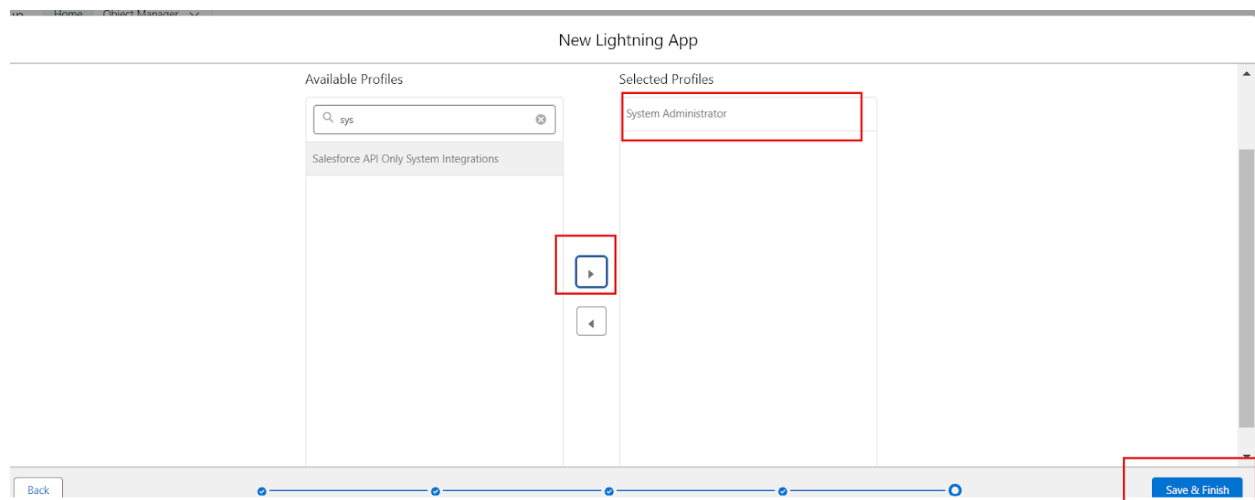 Home Object Manager
New Lightning App
Available Profiles
Selected Profiles
sys
System Administrator
Salesforce API Only System Integrations
Back
Save & Finish